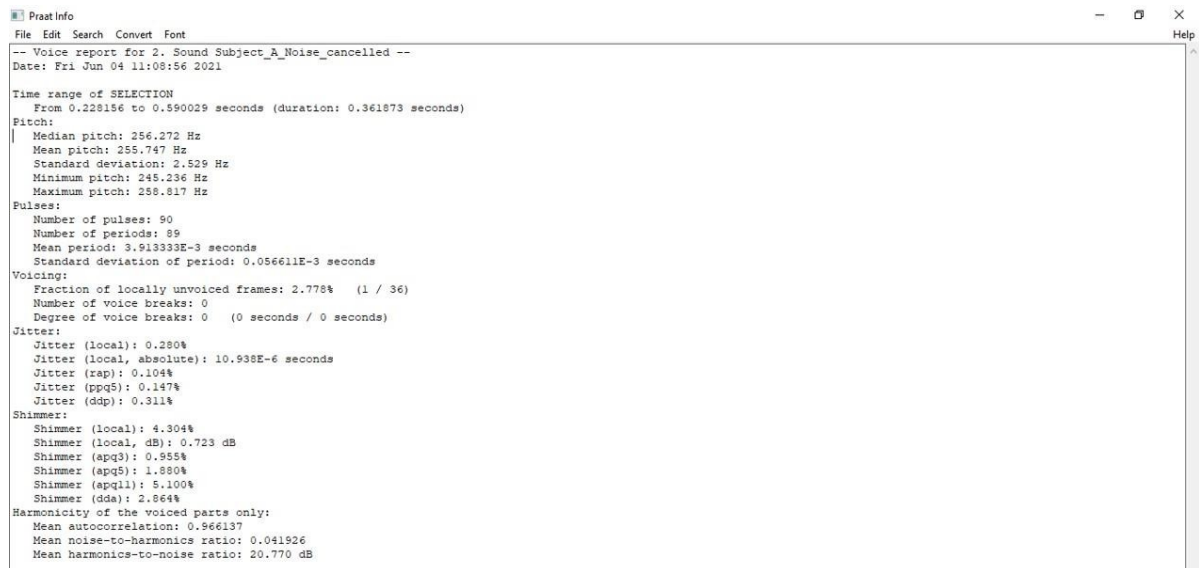 Praat Info
File Edit Search Convert Font Help
-- Voice report for 2. Sound Subject_A_Noise_cancelled --
Date: Fri Jun 04 11:08:56 2021
Time range of SELECTION
From 0.228156 to 0.590029 seconds (duration: 0.361873 seconds)
Pitch:
Median pitch: 256.272 Hz
Mean pitch: 255.747 Hz
Standard deviation: 2.529 Hz
Minimum pitch: 245.236 Hz
Maximum pitch: 258.817 Hz
Pulses:
Number of pulses: 90
Number of periods: 89
Mean period: 3.913333E-3 seconds
Standard deviation of period: 0.056611E-3 seconds
Voicing:
Fraction of locally unvoiced frames: 2.778% (1 / 36)
Number of voice breaks: 0
Degree of voice breaks: 0 (0 seconds / 0 seconds)
Jitter:
Jitter (local): 0.280%
Jitter (local, absolute): 10.938E-6 seconds
Jitter (rap): 0.104%
Jitter (ppq5): 0.147%
Jitter (ddp): 0.311%
Shimmer:
Shimmer (local): 4.304%
Shimmer (local, dB): 0.723 dB
Shimmer (apq3): 0.955%
Shimmer (apq5): 1.880%
Shimmer (apq11): 5.100%
Shimmer (dda): 2.864%
Harmonicity of the voiced parts only:
Mean autocorrelation: 0.966137
Mean noise-to-harmonics ratio: 0.041926
Mean harmonics-to-noise ratio: 20.770 dB